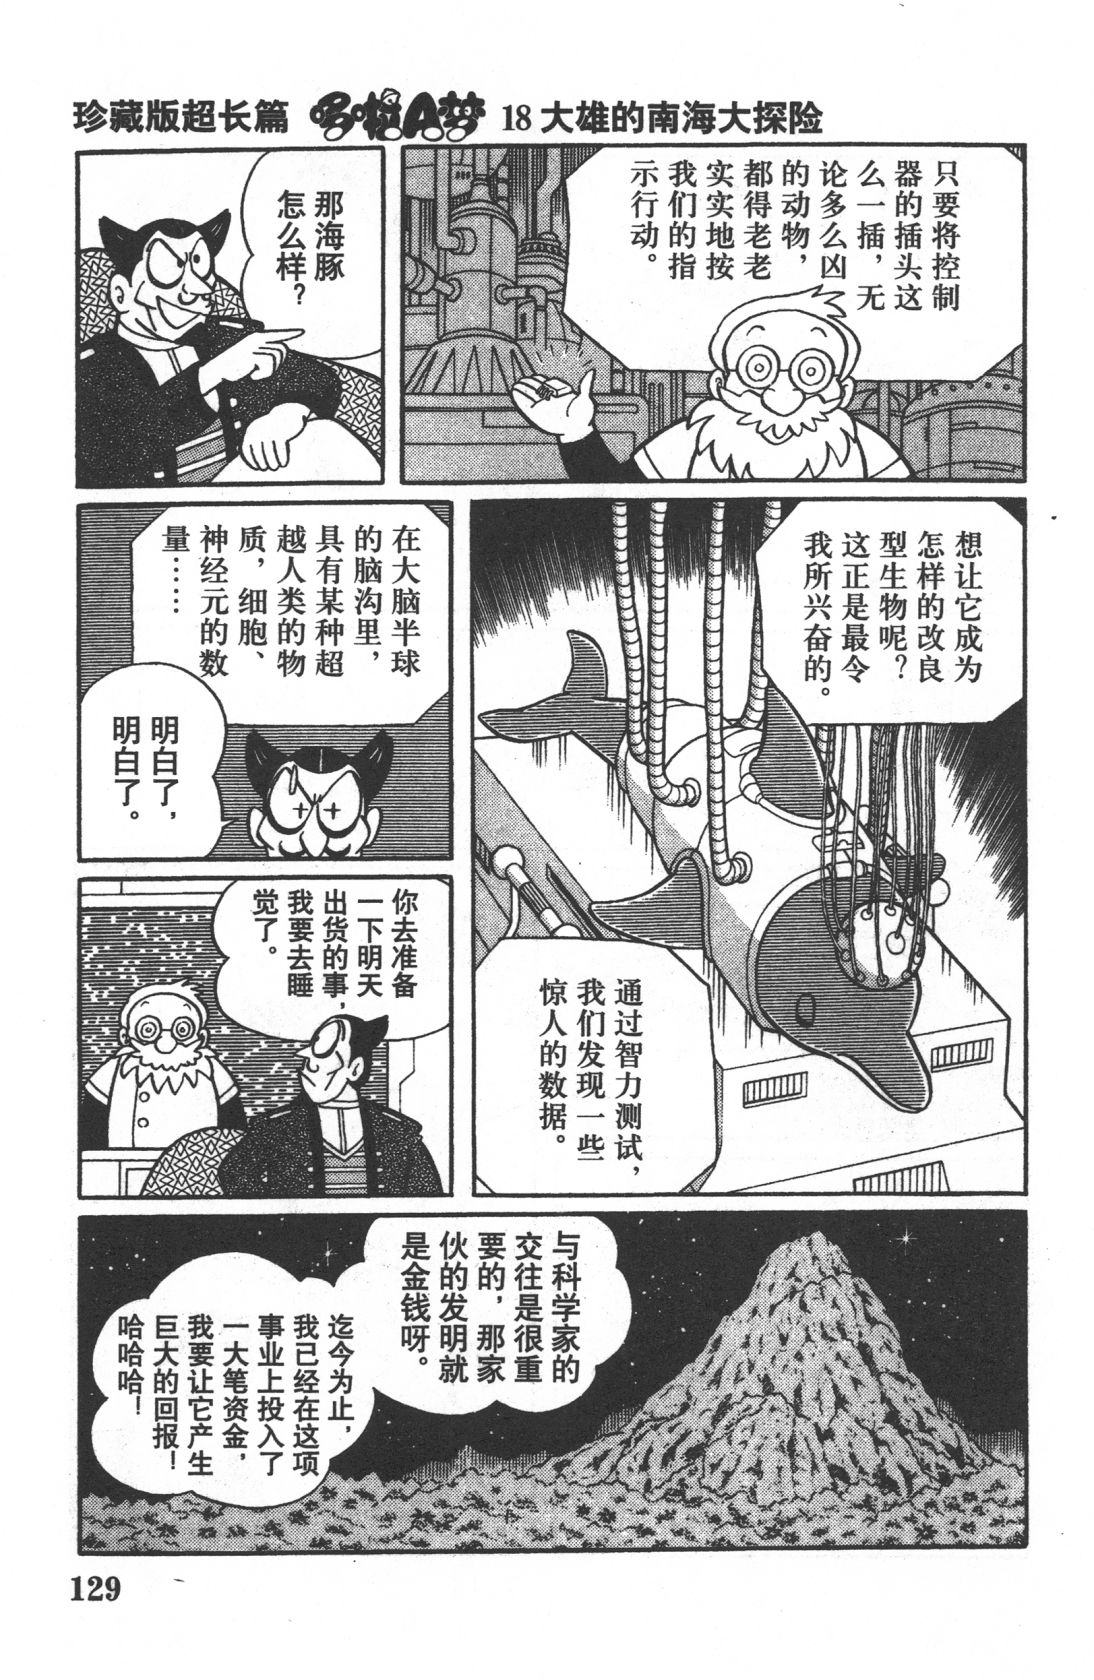 珍藏版超长篇 哆啦A梦 18 大雄的南海大探险
只要将控制
器的插头这
么一插，无
论多么凶
的动物，
都得老老
实实地按
我们的指
示行动。
那海豚
怎么样？
想让它成为
怎样的改良
型生物呢？
这正是最令
我所兴奋的。
通过智力测试，
我们发现一些
惊人的数据。
在大脑半球
的脑沟里，
具有某种超
越人类的物
质，细胞、
神经元的数
量……
明白了，
明白了。
你去准备
一下明天
出货的事，
我要去睡
觉了。
与科学家的
交往是很重
要的，那家
伙的发明就
是金钱呀。
迄今为止，
我已经在这项
事业上投入了
一大笔资金，
我要让它产生
巨大的回报！
哈哈哈！
129